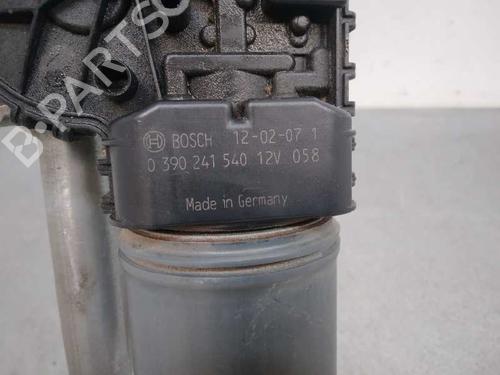 BOSCH 12-02-07 1
0 390 241 540 12V 058
Made in Germany
B-PARTS